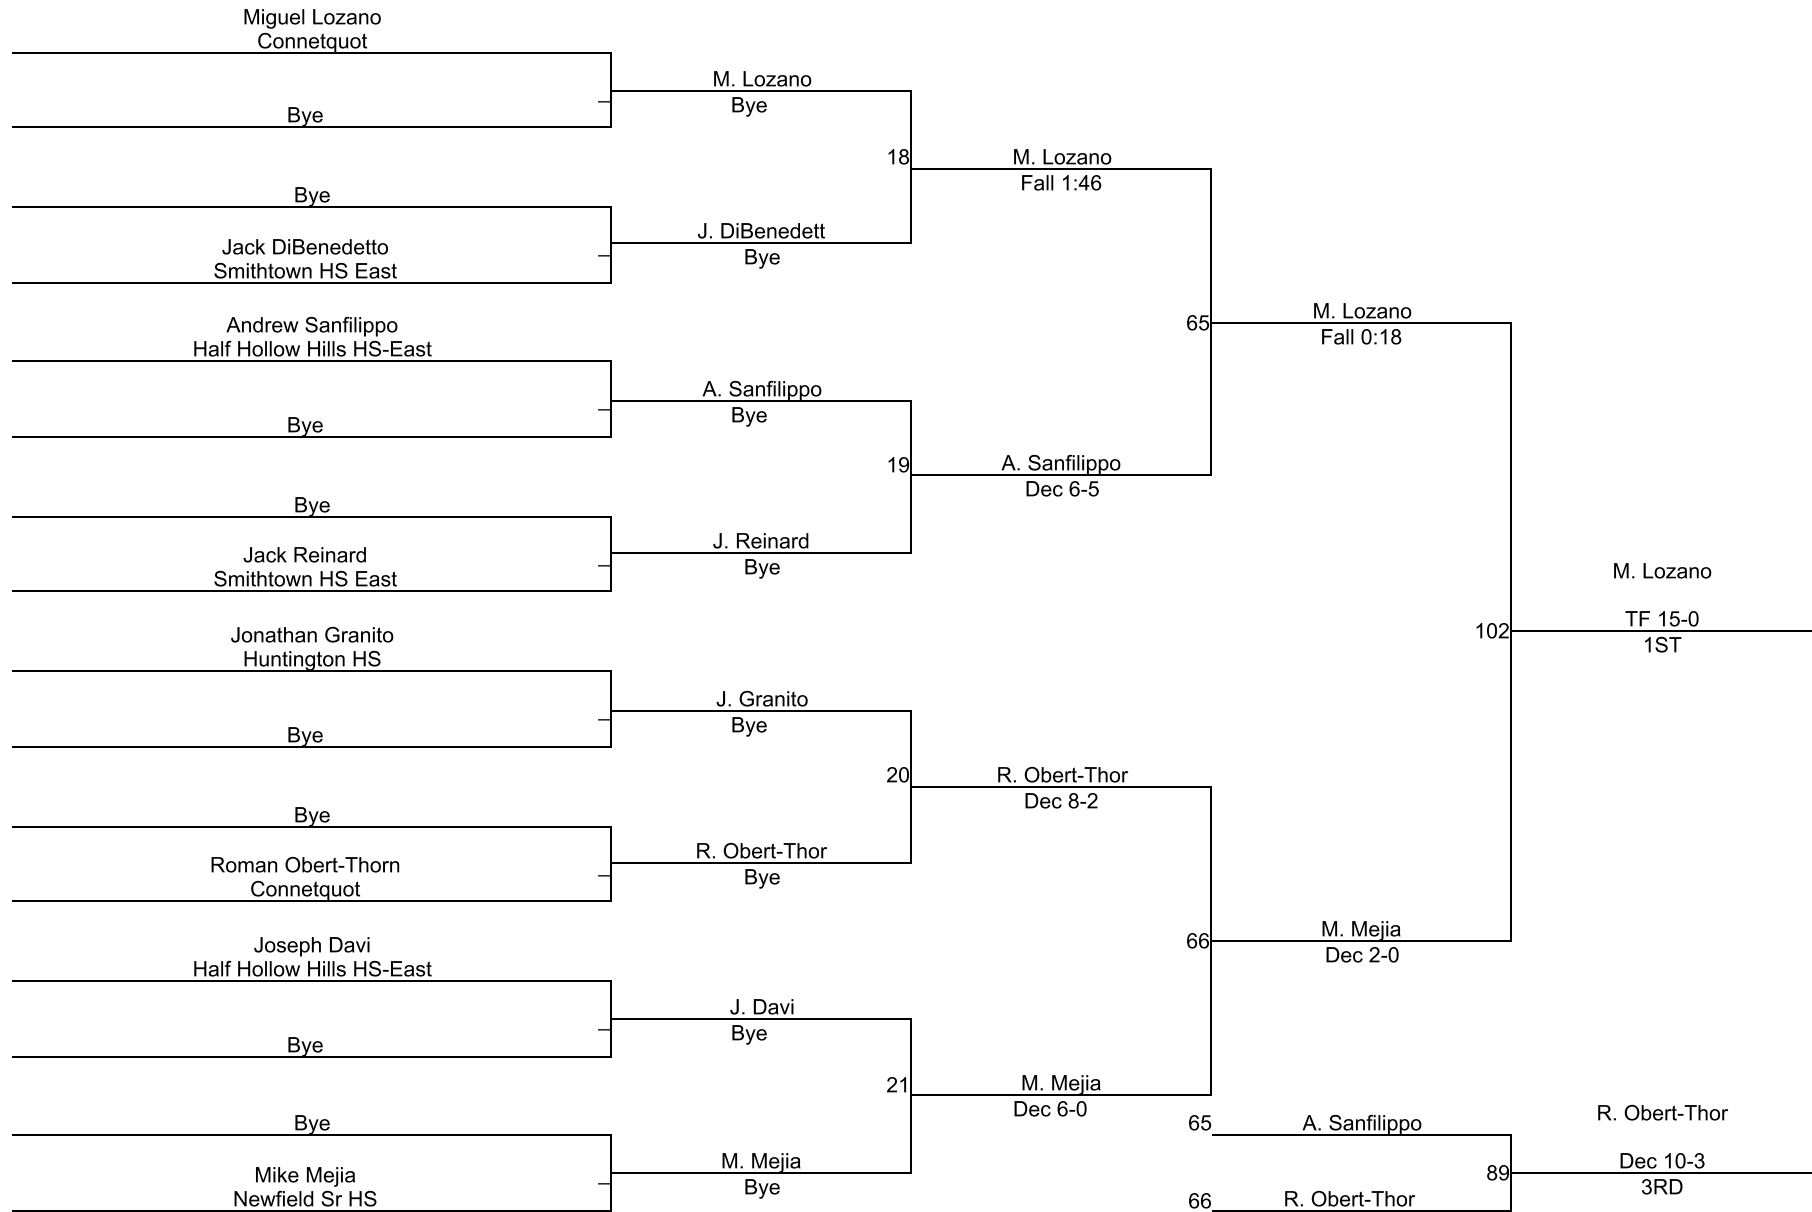 Miguel Lozano
Connetquot
Bye
Bye
Jack DiBenedetto
Smithtown HS East
Andrew Sanfilippo
Half Hollow Hills HS-East
Bye
Bye
Jack Reinard
Smithtown HS East
Jonathan Granito
Huntington HS
Bye
Bye
Roman Obert-Thorn
Connetquot
Joseph Davi
Half Hollow Hills HS-East
Bye
Bye
Mike Mejia
Newfield Sr HS
M. Lozano
Bye
18
J. DiBenedett
Bye
A. Sanfilippo
Bye
19
J. Reinard
Bye
J. Granito
Bye
20
R. Obert-Thor
Bye
J. Davi
Bye
21
M. Mejia
Bye
M. Lozano
Fall 1:46
65
A. Sanfilippo
Dec 6-5
R. Obert-Thor
Dec 8-2
66
M. Mejia
Dec 6-0
M. Lozano
Fall 0:18
102
M. Mejia
Dec 2-0
M. Lozano
TF 15-0
1ST
65
A. Sanfilippo
89
66
R. Obert-Thor
R. Obert-Thor
Dec 10-3
3RD